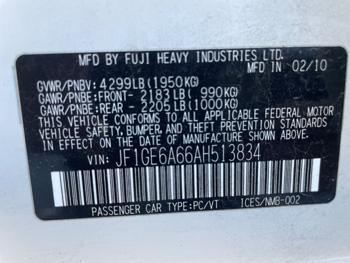 MFD BY FUJI HEAVY INDUSTRIES LTD.
MFD IN 02/10
GVWR/PNBV:4299LB(1950KG)
GAWR/PNBE:FRONT-2183LB( 990KG)
GAWR/PNBE:REAR -2205LB(1000KG)
THIS VEHICLE CONFORMS TO ALL APPLICABLE FEDERAL MOTOR
VEHICLE SAFETY, BUMPER, AND THEFT PREVENTION STANDARDS
IN EFFECT ON THE DATE OF MANUFACTURE SHOWN ABOVE.
VIN: JF1GE6A66AH513834
PASSENGER CAR TYPE:PC/VT ICES/NMB-002